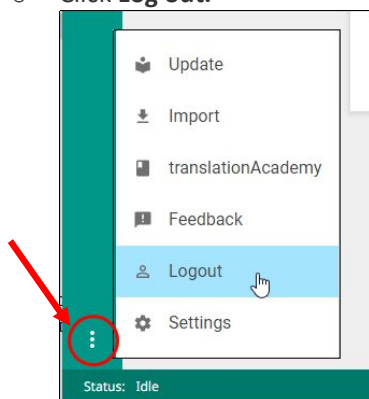 ○ Click Log Out.
Update
Import
translationAcademy
Feedback
Logout
Settings
Status: Idle